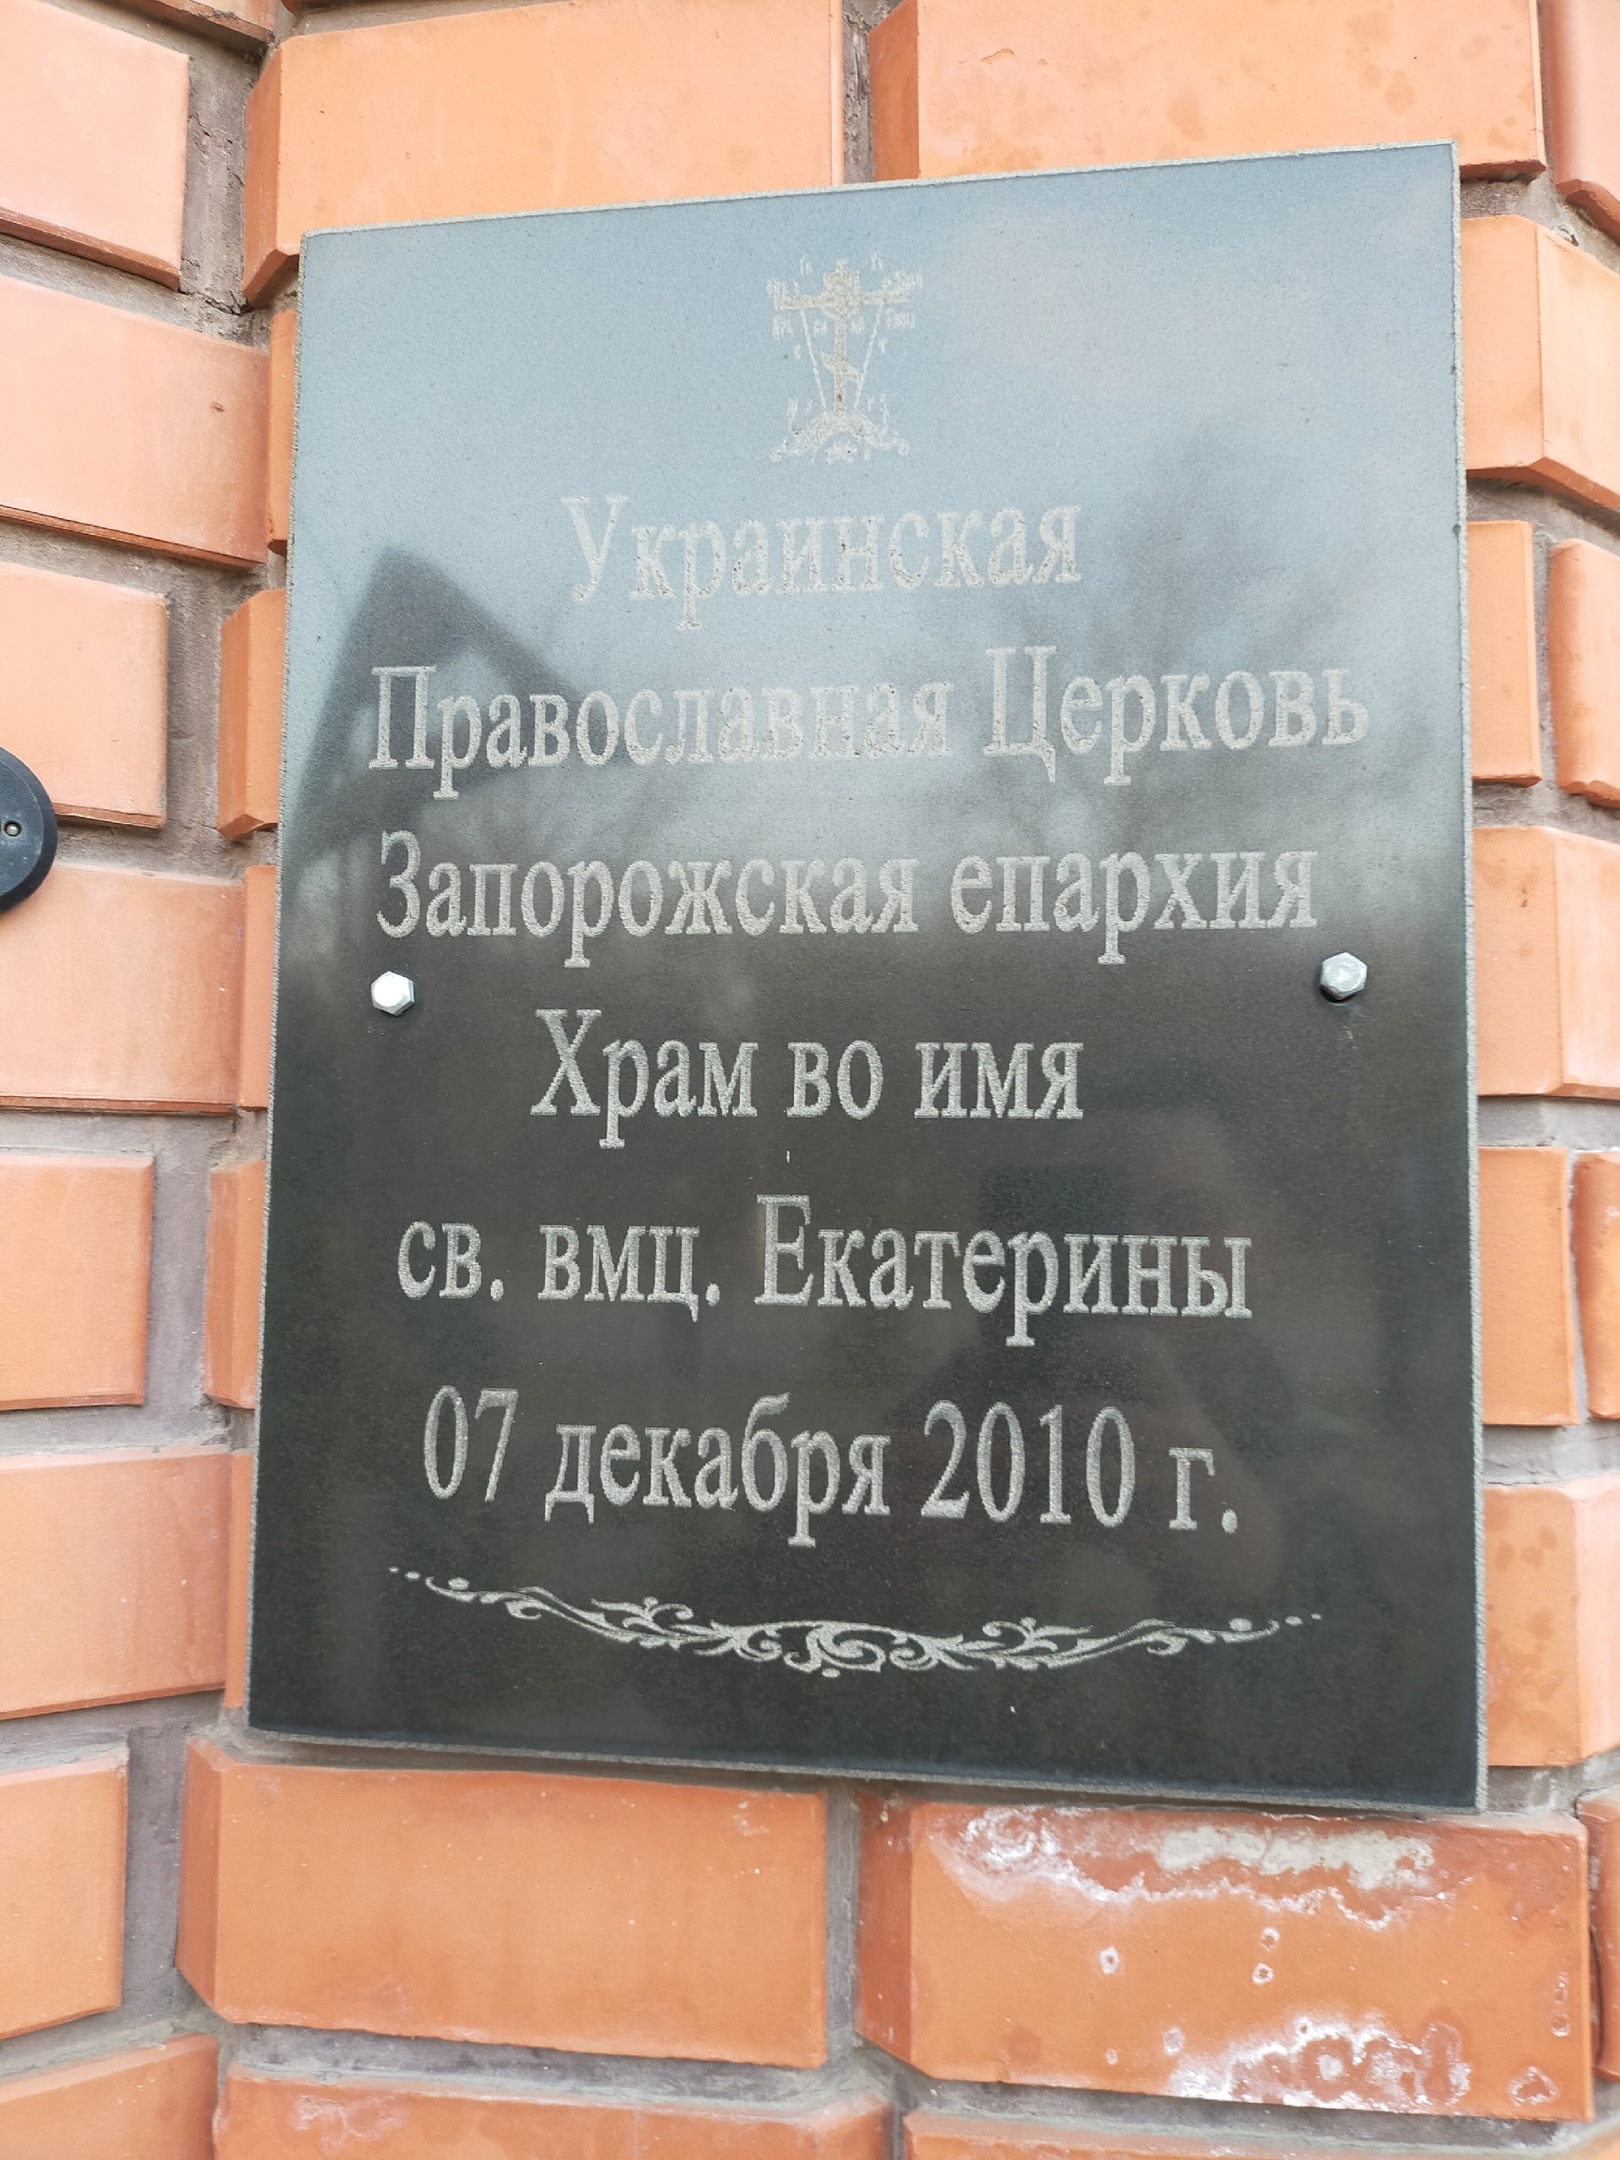 Украинская
Православная Церковь
Запорожская епархия
Храм во имя
св. вмц. Екатерины
07 декабря 2010 г.